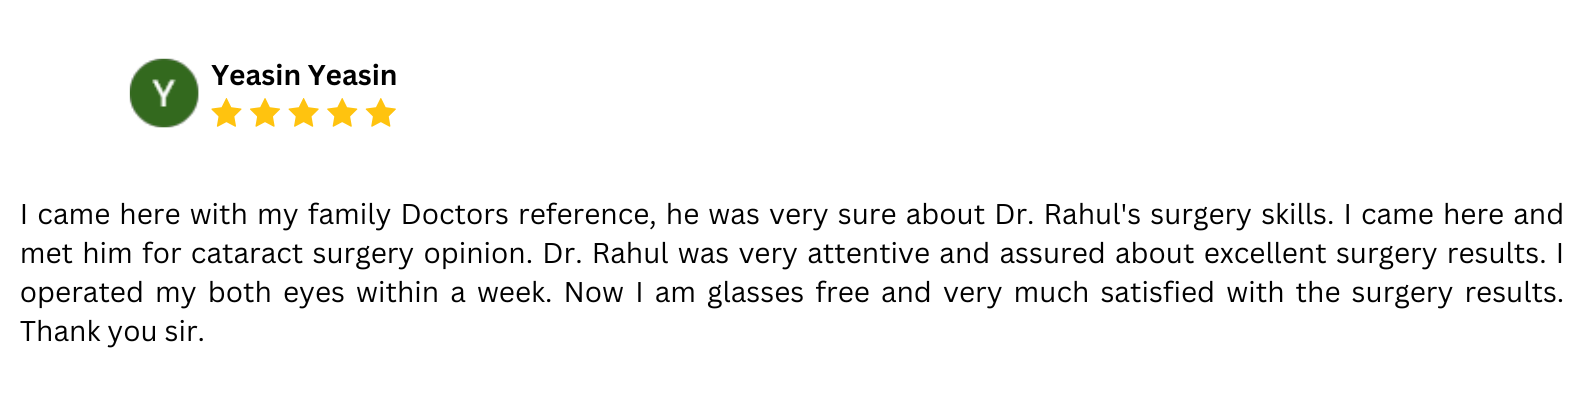 Y
Yeasin Yeasin
I came here with my family Doctors reference, he was very sure about Dr. Rahul's surgery skills. I came here and
met him for cataract surgery opinion. Dr. Rahul was very attentive and assured about excellent surgery results. I
operated my both eyes within a week. Now I am glasses free and very much satisfied with the surgery results.
Thank you sir.